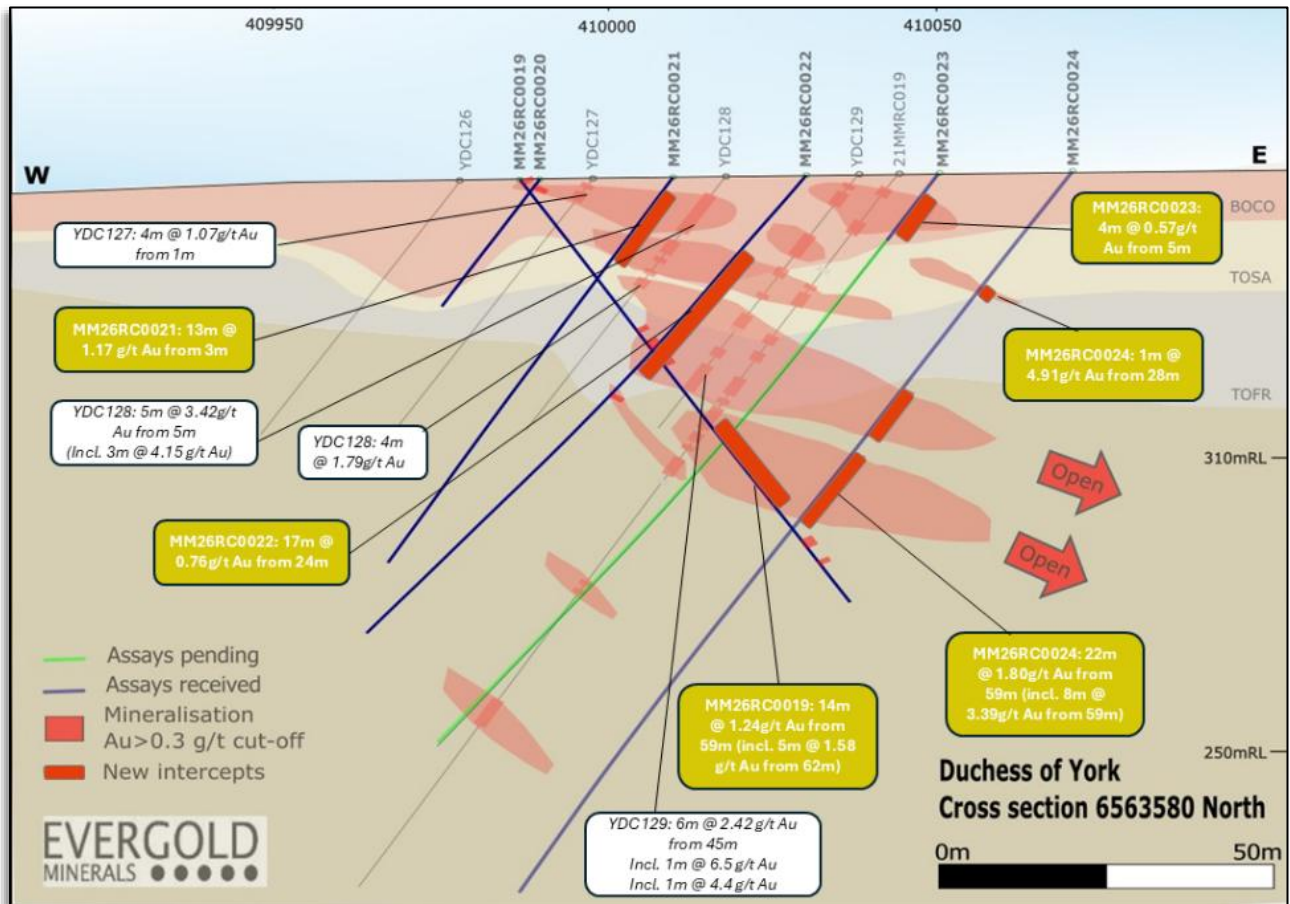 409950
410000
410050
YDC126
MM26RC0019
MM26RC0020
YDC127
MM26RC0021
YDC128
MM26RC0022
YDC129
21MMRC019
MM26RC0023
MM26RC0024
W
E
BOCO
TOSA
TOFR
310mRL
250mRL
YDC127: 4m @ 1.07g/t Au
from 1m
MM26RC0021: 13m @
1.17 g/t Au from 3m
YDC128: 5m @ 3.42g/t
Au from 5m
(Incl. 3m @ 4.15 g/t Au)
YDC128: 4m
@ 1.79g/t Au
MM26RC0022: 17m @
0.76g/t Au from 24m
MM26RC0023:
4m @ 0.57g/t
Au from 5m
MM26RC0024: 1m @
4.91g/t Au from 28m
Open
Open
MM26RC0024: 22m
@ 1.80g/t Au from
59m (incl. 8m @
3.39g/t Au from 59m)
MM26RC0019: 14m
@ 1.24g/t Au from
59m (incl. 5m @ 1.58
g/t Au from 62m)
YDC129: 6m @ 2.42 g/t Au
from 45m
Incl. 1m @ 6.5 g/t Au
Incl. 1m @ 4.4 g/t Au
Assays pending
Assays received
Mineralisation
Au>0.3 g/t cut-off
New intercepts
EVERGOLD
MINERALS
Duchess of York
Cross section 6563580 North
0m
50m